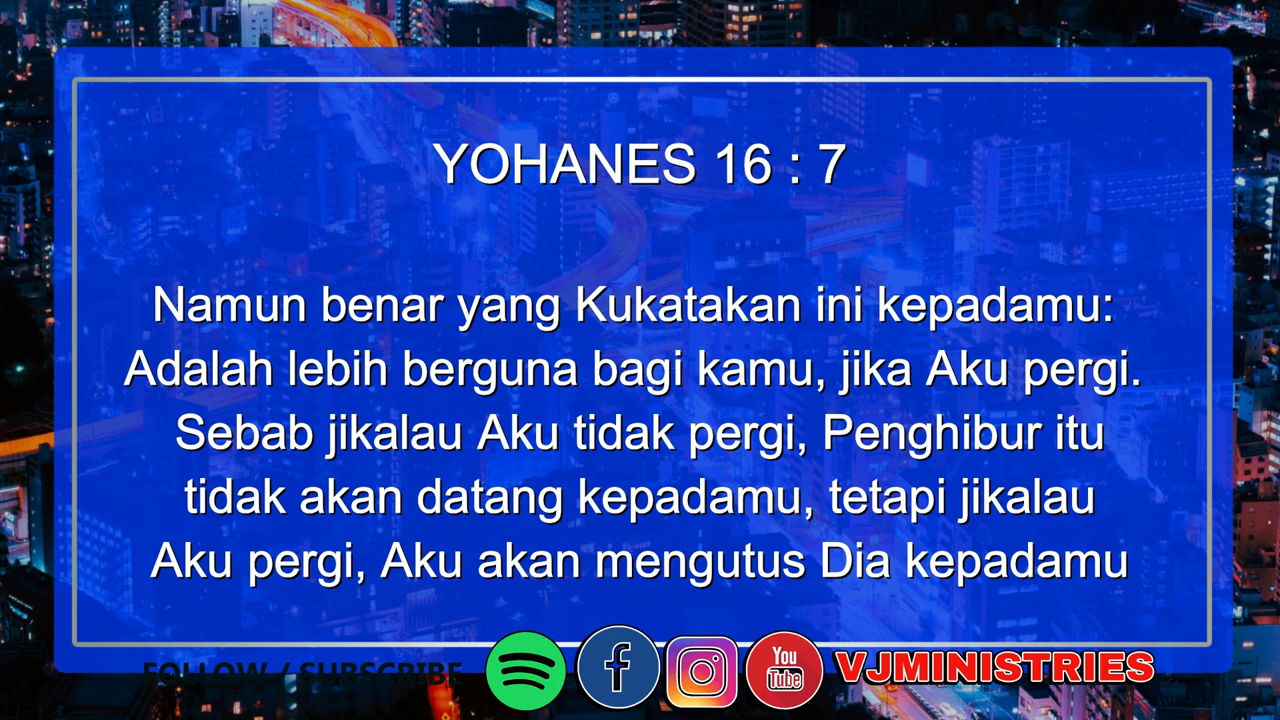 YOHANES 16 : 7
Namun benar yang Kukatakan ini kepadamu:
Adalah lebih berguna bagi kamu, jika Aku pergi.
Sebab jikalau Aku tidak pergi, Penghibur itu
tidak akan datang kepadamu, tetapi jikalau
Aku pergi, Aku akan mengutus Dia kepadamu
FOLLOW / SUBSCRIBE
You
Tube
VJMINISTRIES